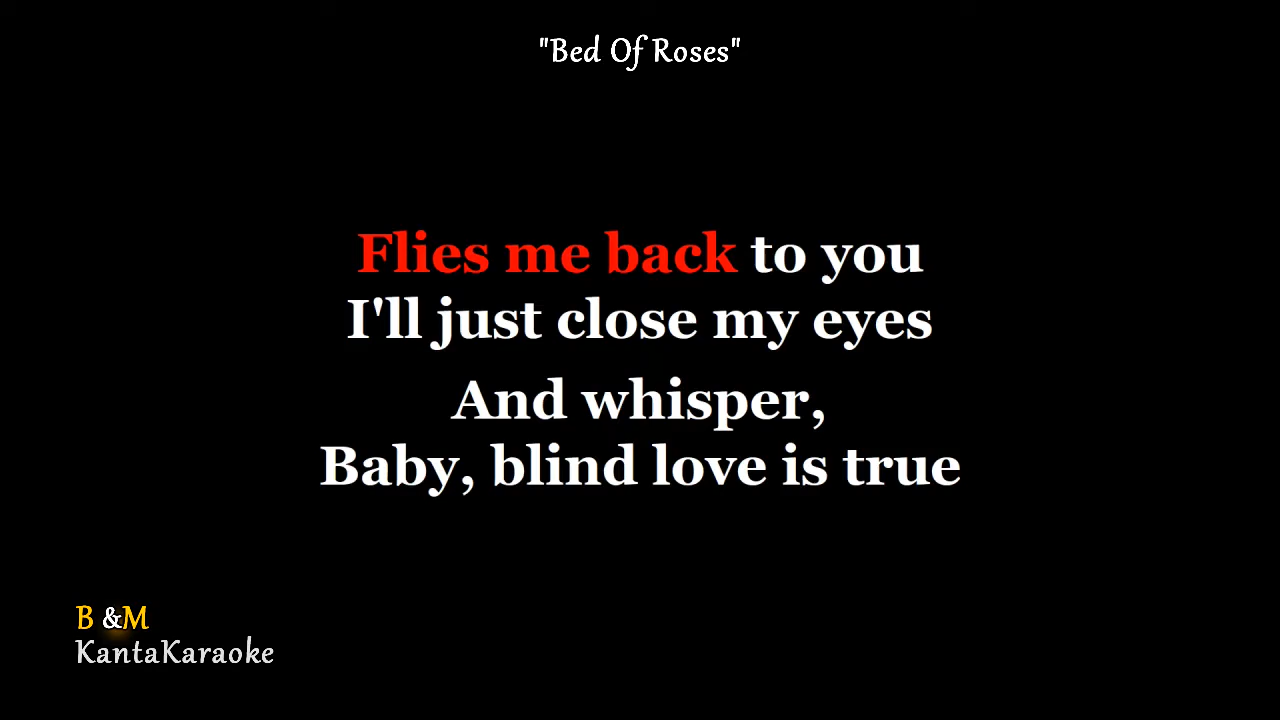 "Bed Of Roses"
Flies me back to you
I'll just close my eyes
And whisper,
Baby, blind love is true
B &M
KantaKaraoke